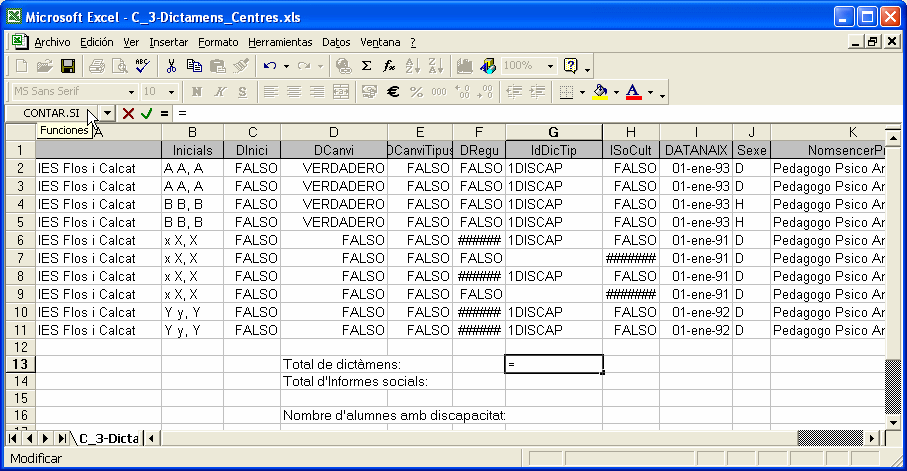 Microsoft Excel - C_3-Dictamens_Centres.xls
Archivo Edición Ver Insertar Formato Herramientas Datos Ventana ?
Σ fx 100% ?
MS Sans Serif 10 N K S € % 000
CONTAR.SI = =
Funciones
A B C D E F G H I J K
1 Inicials DInici DCanvi DCanviTipus DRegu IdDicTip ISoCult DATANAIX Sexe NomsencerPr
2 IES Flos i Calcat A A, A FALSO VERDADERO FALSO FALSO 1DISCAP FALSO 01-ene-93 D Pedagogo Psico Ar
3 IES Flos i Calcat A A, A FALSO VERDADERO FALSO FALSO 1DISCAP FALSO 01-ene-93 D Pedagogo Psico Ar
4 IES Flos i Calcat B B, B FALSO VERDADERO FALSO FALSO 1DISCAP FALSO 01-ene-93 H Pedagogo Psico Ar
5 IES Flos i Calcat B B, B FALSO VERDADERO FALSO FALSO 1DISCAP FALSO 01-ene-93 H Pedagogo Psico Ar
6 IES Flos i Calcat x X, X FALSO FALSO FALSO ###### 1DISCAP FALSO 01-ene-91 D Pedagogo Psico Ar
7 IES Flos i Calcat x X, X FALSO FALSO FALSO FALSO ####### 01-ene-91 D Pedagogo Psico Ar
8 IES Flos i Calcat x X, X FALSO FALSO FALSO ###### 1DISCAP FALSO 01-ene-91 D Pedagogo Psico Ar
9 IES Flos i Calcat x X, X FALSO FALSO FALSO FALSO ####### 01-ene-91 D Pedagogo Psico Ar
10 IES Flos i Calcat Y y, Y FALSO FALSO FALSO ###### 1DISCAP FALSO 01-ene-92 D Pedagogo Psico Ar
11 IES Flos i Calcat Y y, Y FALSO FALSO FALSO ###### 1DISCAP FALSO 01-ene-92 D Pedagogo Psico Ar
12
13 Total de dictàmens: =
14 Total d'Informes socials:
15
16 Nombre d'alumnes amb discapacitat:
C_3-Dicta
Modificar